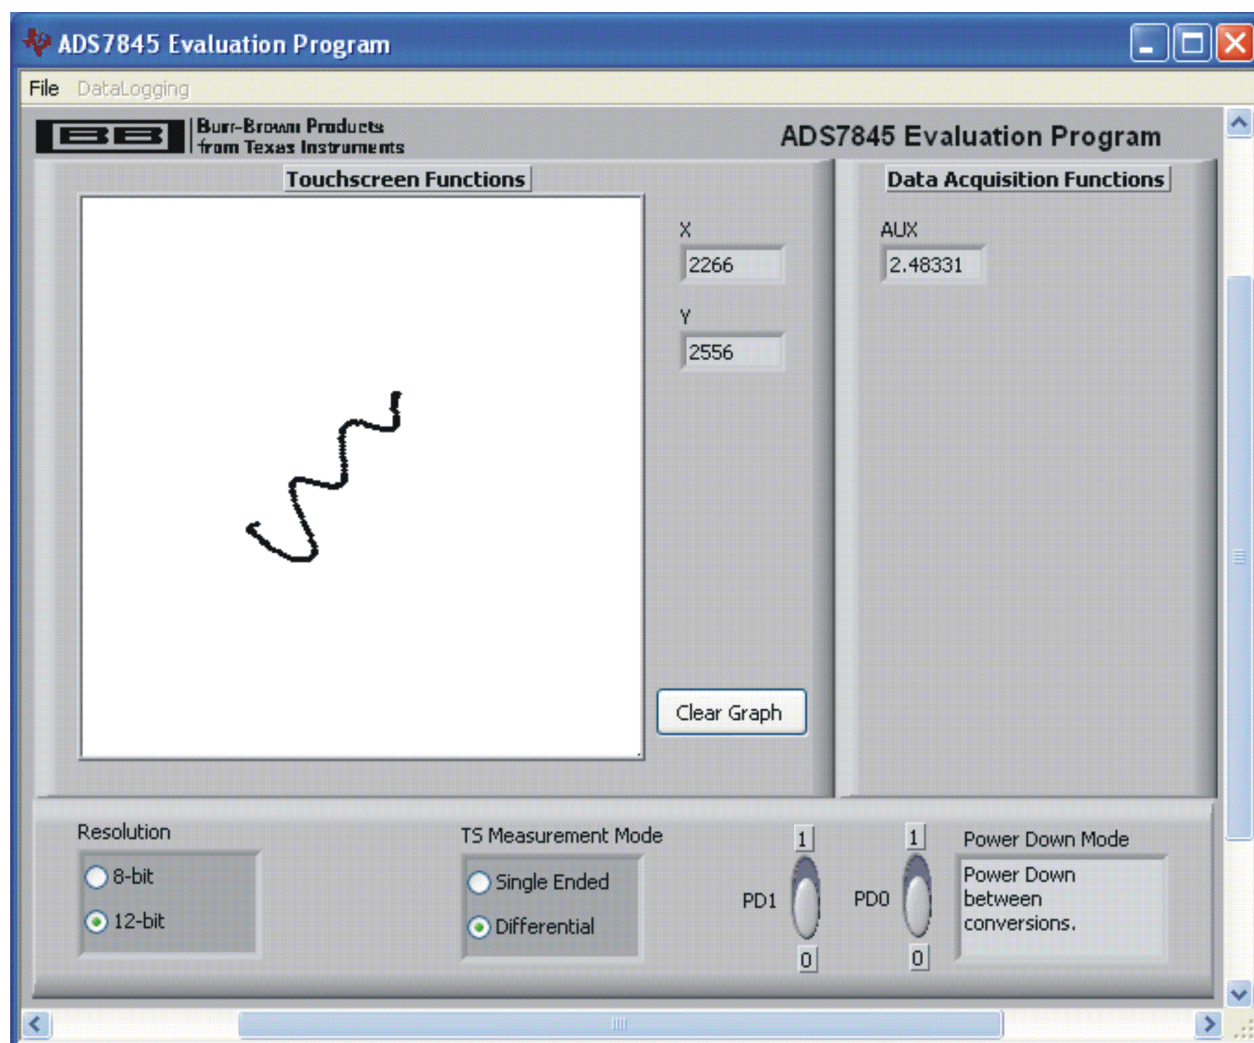 ADS7845 Evaluation Program
File DataLogging
BB Burr-Brown Products
from Texas Instruments
ADS7845 Evaluation Program
Touchscreen Functions
X
2266
Y
2556
Clear Graph
Data Acquisition Functions
AUX
2.48331
Resolution
8-bit
12-bit
TS Measurement Mode
Single Ended
Differential
1
PD1
0
1
PD0
0
Power Down Mode
Power Down
between
conversions.